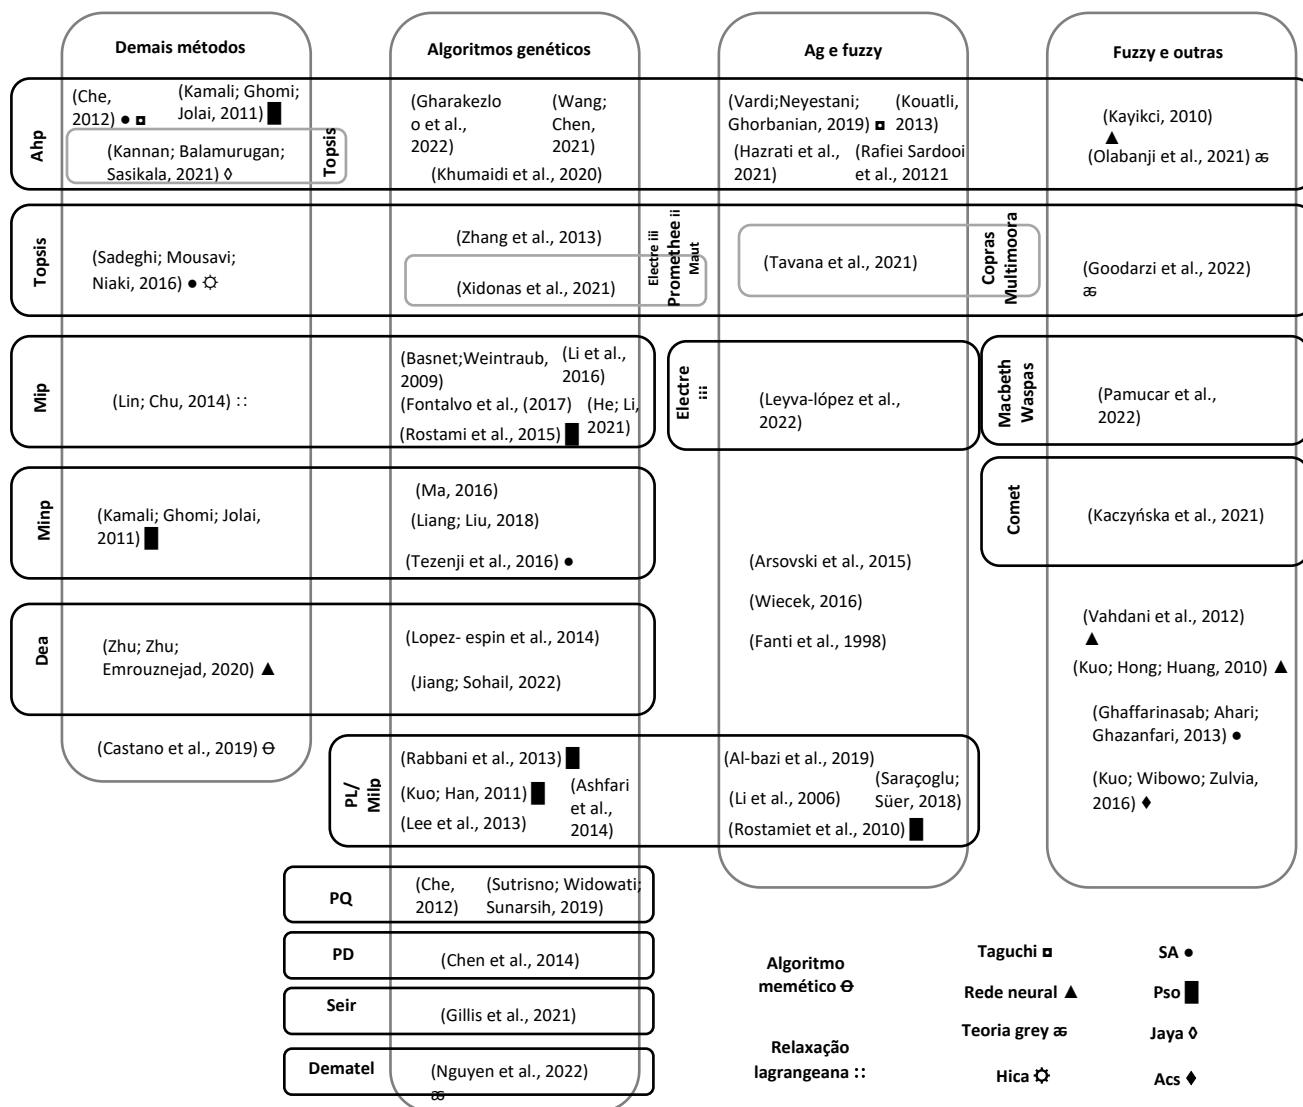 Demais métodos
Algoritmos genéticos
Ag e fuzzy
Fuzzy e outras
Ahp
(Che,
2012) ● ◘
(Kamali; Ghomi;
Jolai, 2011) █
(Kannan; Balamurugan;
Sasikala, 2021) ◊
Topsis
(Gharakezlo
o et al.,
2022)
(Wang;
Chen,
2021)
(Khumaidi et al., 2020)
(Vardi;Neyestani;
Ghorbanian, 2019) ◘
(Kouatli,
2013)
(Hazrati et al.,
2021)
(Rafiei Sardooi
et al., 20121
(Kayikci, 2010)
▲
(Olabanji et al., 2021) æ
Topsis
(Sadeghi; Mousavi;
Niaki, 2016) ● ☼
(Zhang et al., 2013)
(Xidonas et al., 2021)
Electre iii
Promethee ii
Maut
(Tavana et al., 2021)
Copras
Multimoora
(Goodarzi et al., 2022)
æ
Mip
(Lin; Chu, 2014) ::
(Basnet;Weintraub,
2009)
(Li et al.,
2016)
(Fontalvo et al., (2017)
(He; Li,
2021)
(Rostami et al., 2015) █
Electre
iii
(Leyva-lópez et al.,
2022)
Macbeth
Waspas
(Pamucar et al.,
2022)
Minp
(Kamali; Ghomi; Jolai,
2011) █
(Ma, 2016)
(Liang; Liu, 2018)
(Tezenji et al., 2016) ●
(Arsovski et al., 2015)
(Wiecek, 2016)
(Fanti et al., 1998)
Comet
(Kaczyńska et al., 2021)
Dea
(Zhu; Zhu;
Emrouznejad, 2020) ▲
(Lopez- espin et al., 2014)
(Jiang; Sohail, 2022)
(Vahdani et al., 2012)
▲
(Kuo; Hong; Huang, 2010) ▲
(Ghaffarinasab; Ahari;
Ghazanfari, 2013) ●
(Kuo; Wibowo; Zulvia,
2016) ♦
(Castano et al., 2019) ꝋ
PL/
Milp
(Rabbani et al., 2013) █
(Kuo; Han, 2011) █
(Ashfari
et al.,
2014)
(Lee et al., 2013)
(Al-bazi et al., 2019)
(Li et al., 2006)
(Saraçoglu;
Süer, 2018)
(Rostamiet et al., 2010) █
PQ
(Che,
2012)
(Sutrisno; Widowati;
Sunarsih, 2019)
PD
(Chen et al., 2014)
Seir
(Gillis et al., 2021)
Dematel
(Nguyen et al., 2022)
æ
Algoritmo
memético ꝋ
Relaxação
lagrangeana ::
Taguchi ◘
Rede neural ▲
Teoria grey æ
Hica ☼
SA ●
Pso █
Jaya ◊
Acs ♦